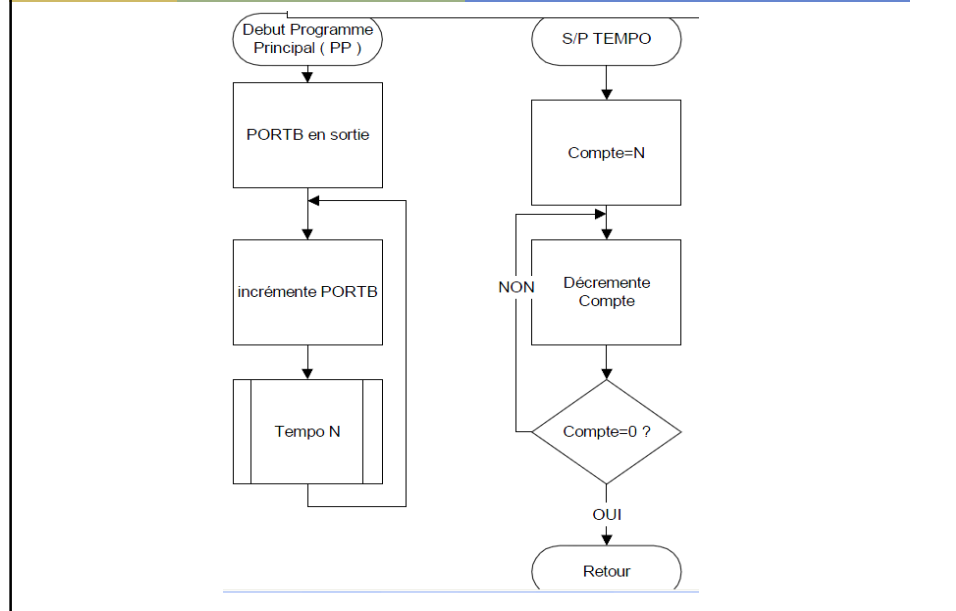 Debut Programme
Principal ( PP )
PORTB en sortie
incrémente PORTB
Tempo N
S/P TEMPO
Compte=N
Décremente
Compte
NON
Compte=0 ?
OUI
Retour